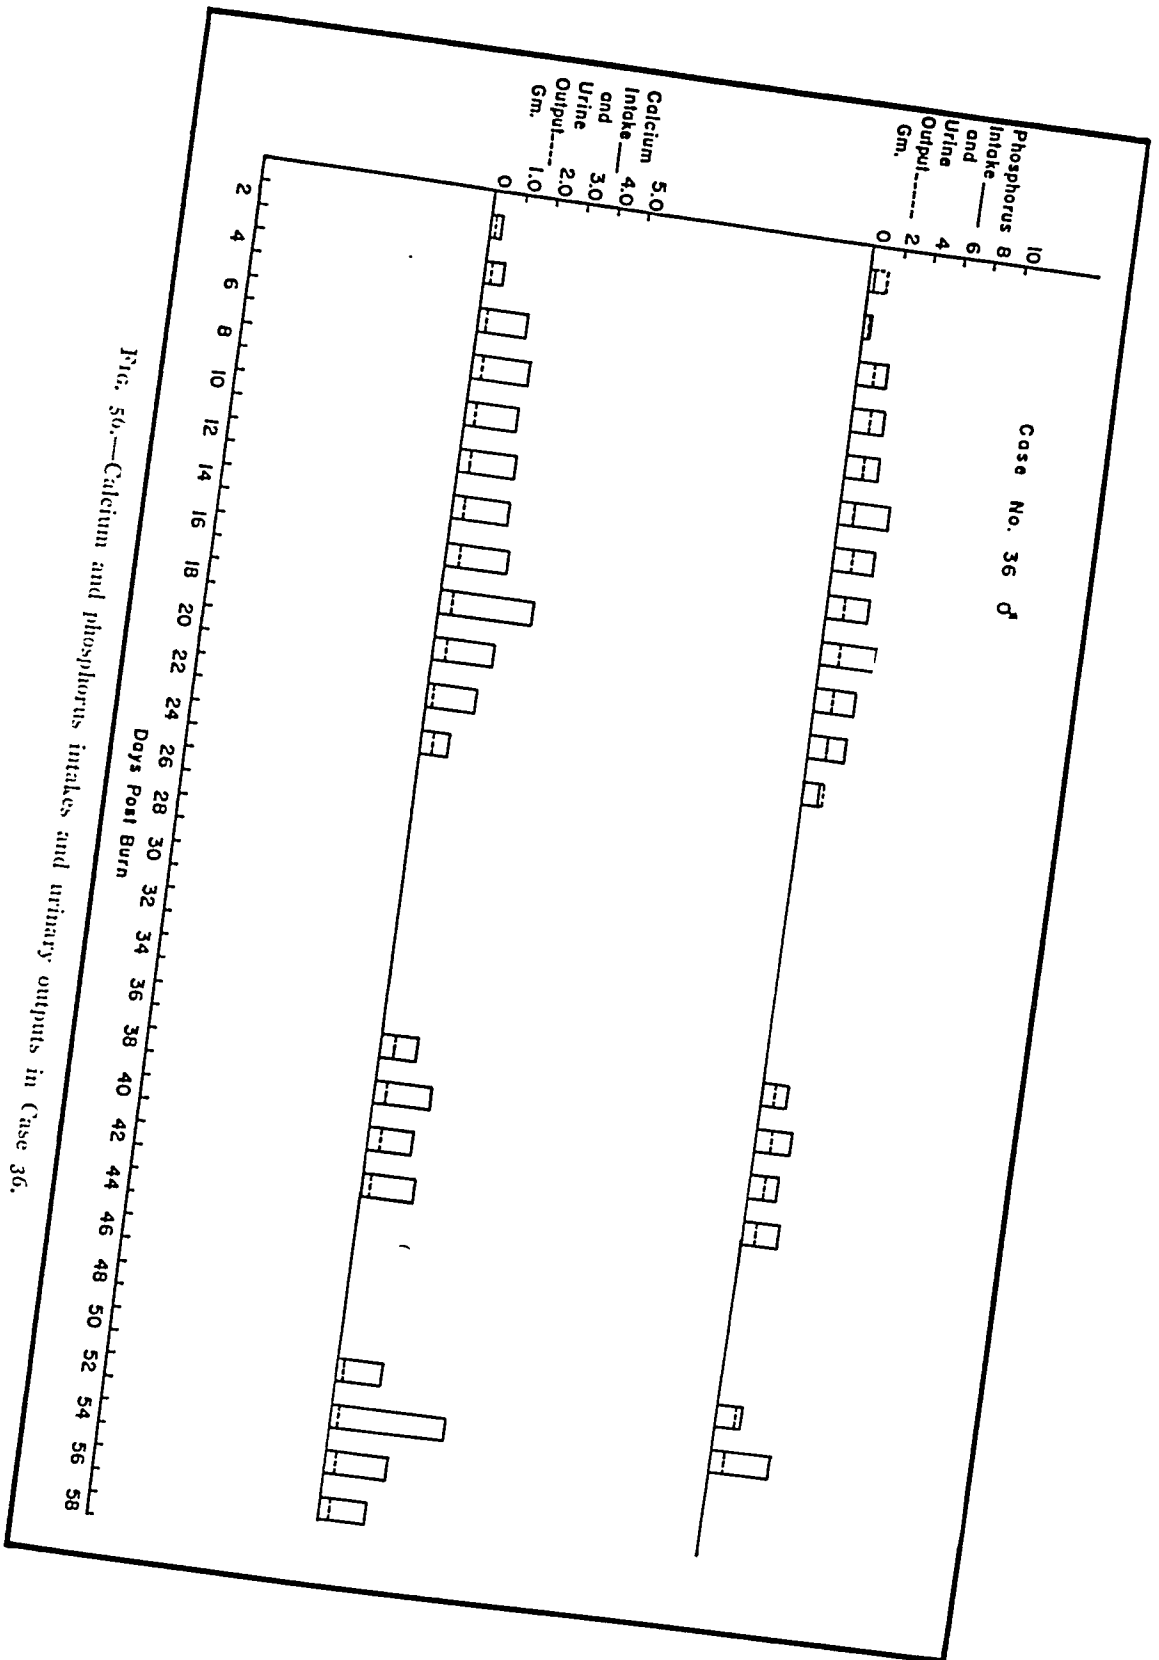 Case No. 36 ♂
Phosphorus
Intake ——
and
Urine
Output -----
Gm.
10
8
6
4
2
0
Calcium
Intake ——
and
Urine
Output -----
Gm.
5.0
4.0
3.0
2.0
1.0
0
2 4 6 8 10 12 14 16 18 20 22 24 26 28 30 32 34 36 38 40 42 44 46 48 50 52 54 56 58
Days Post Burn
FIG. 56.—Calcium and phosphorus intakes and urinary outputs in Case 36.